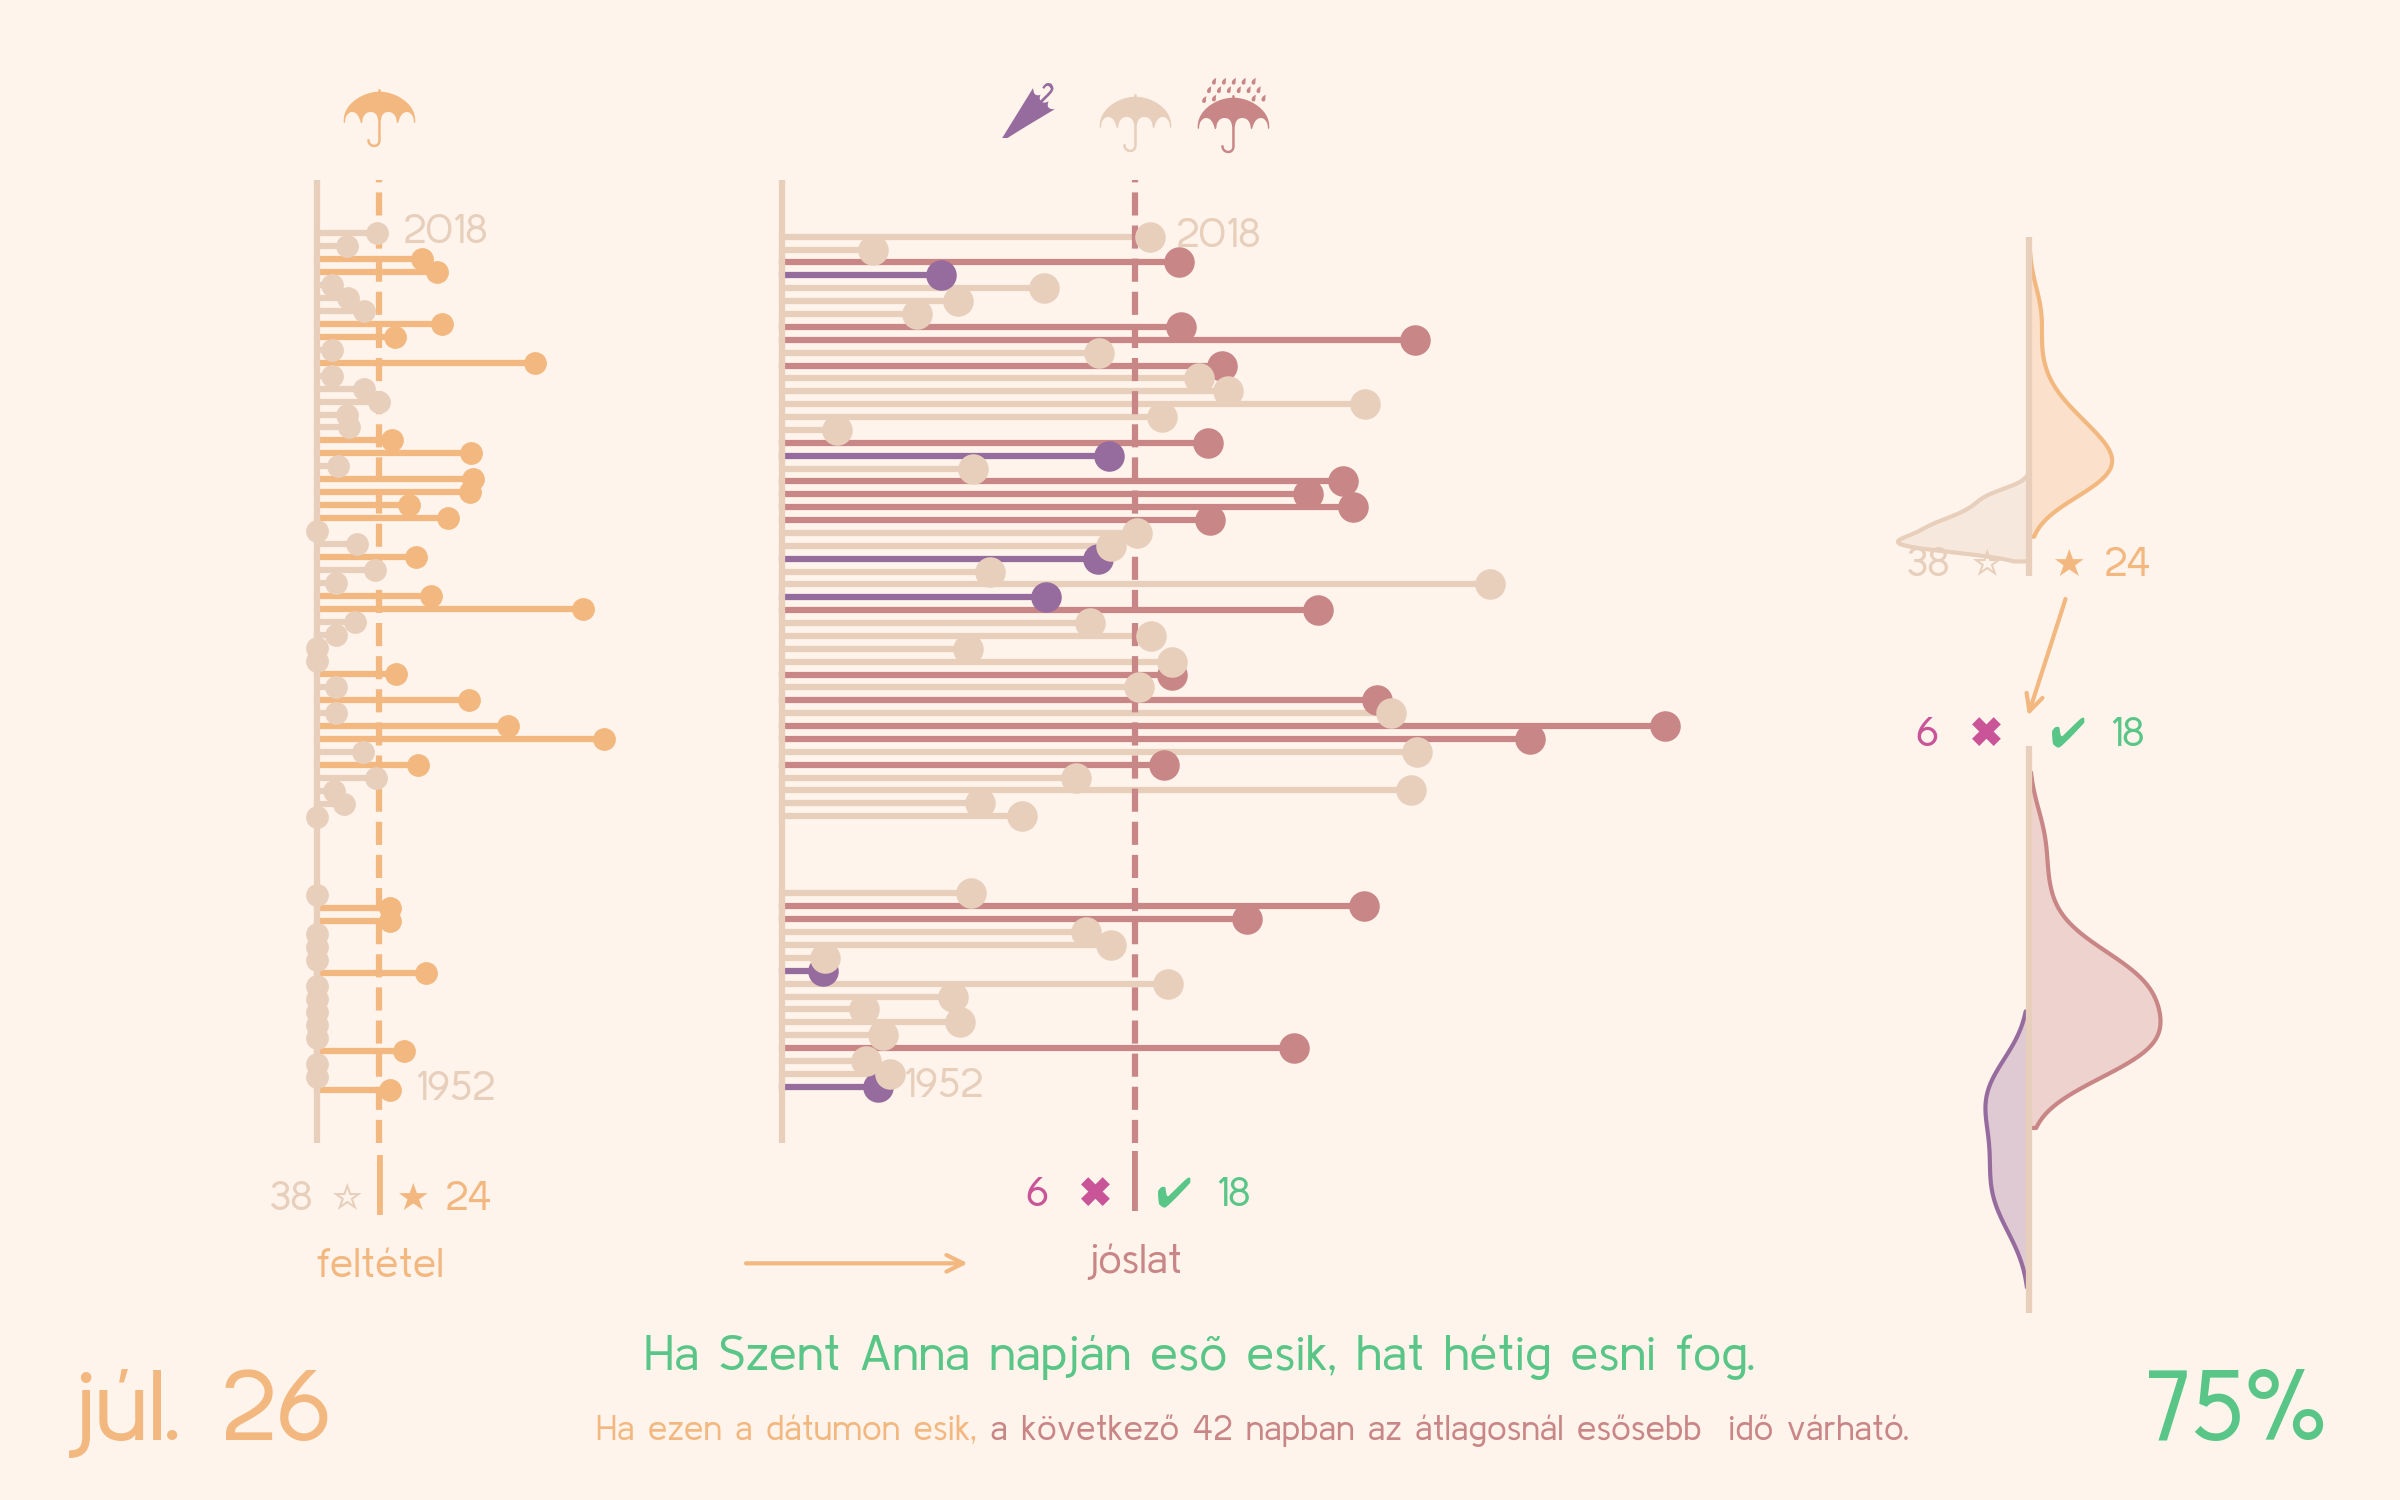 2018
2018
38 ☆ ★ 24
6 ✖ ✔ 18
1952
1952
38 ☆ ★ 24
6 ✖ ✔ 18
feltétel
jóslat
Ha Szent Anna napján esõ esik, hat hétig esni fog.
júl. 26
75%
Ha ezen a dátumon esik, a következő 42 napban az átlagosnál esősebb idő várható.